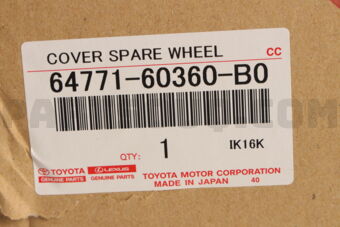 COVER SPARE WHEEL CC
64771-60360-B0
QTY: 1 IK16K
TOYOTA LEXUS TOYOTA MOTOR CORPORATION
GENUINE PARTS GENUINE PARTS MADE IN JAPAN 40